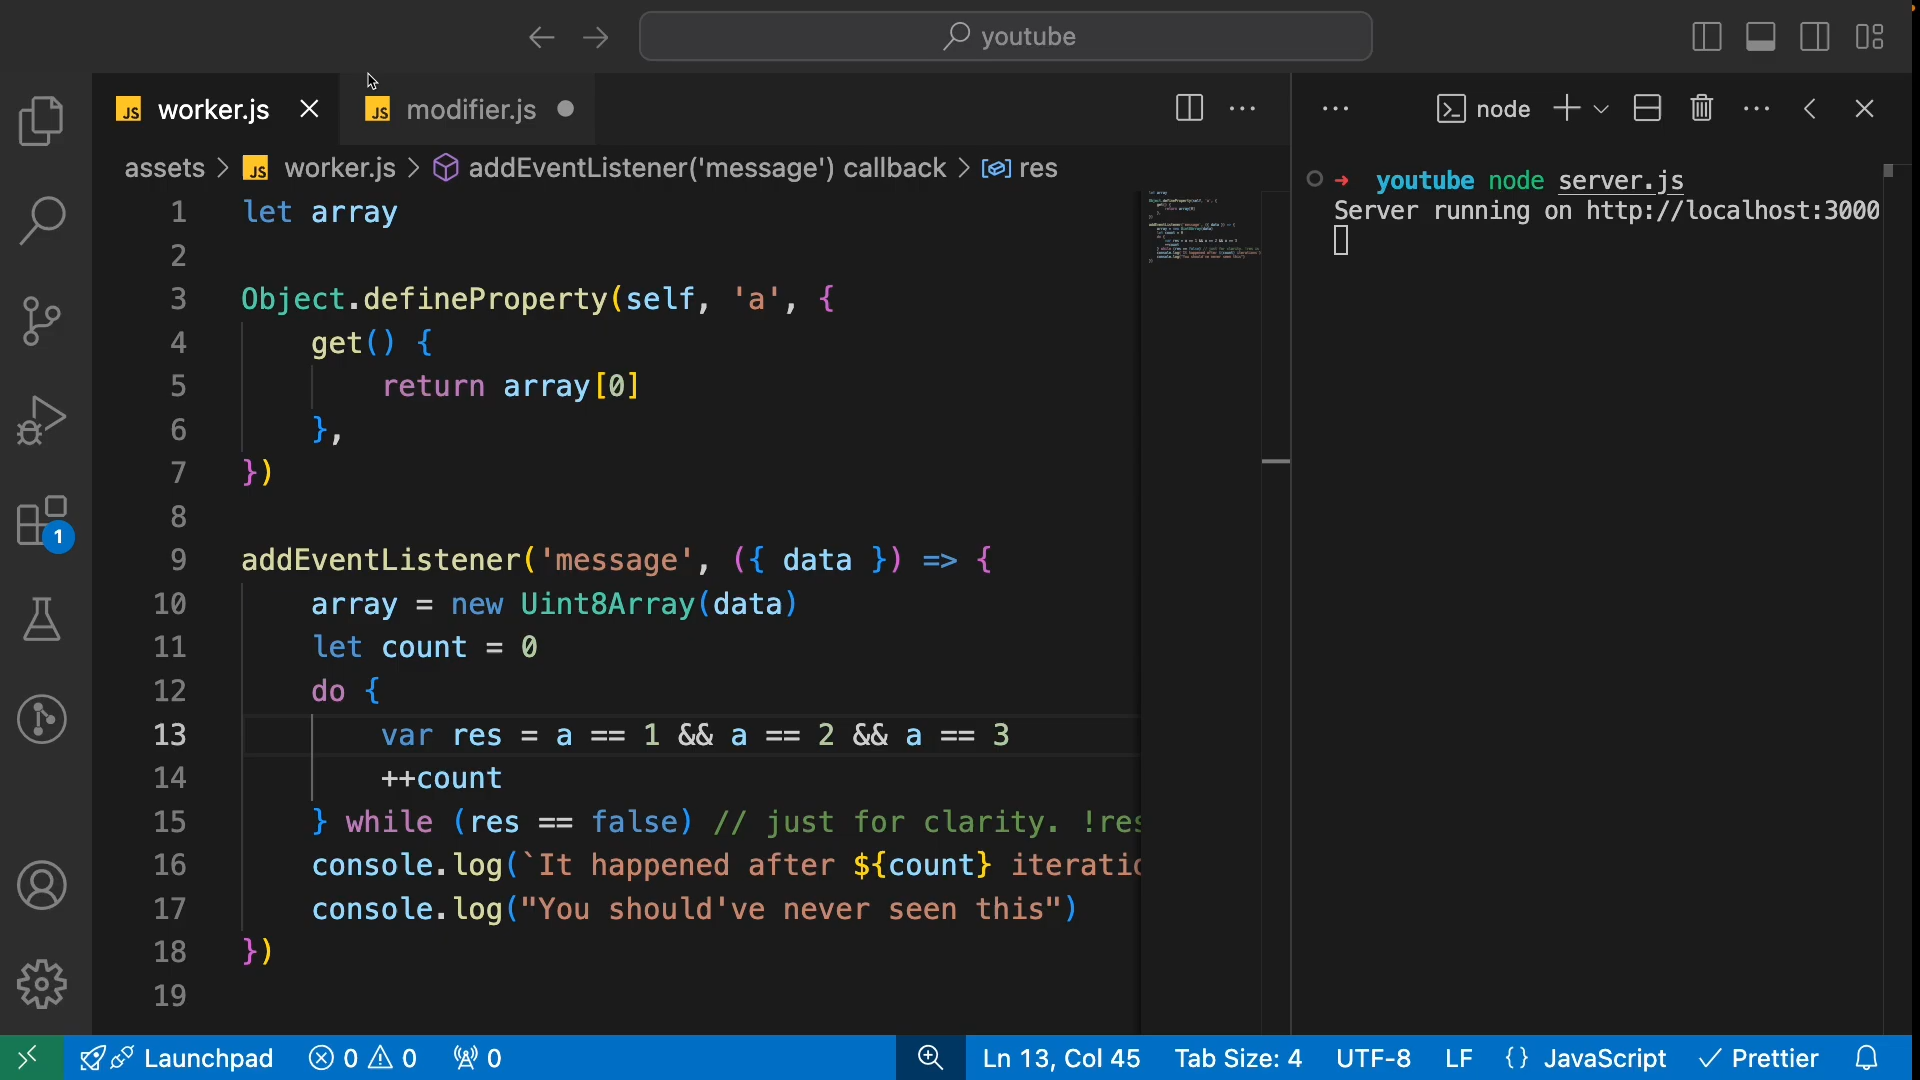 youtube
JS worker.js
JS modifier.js
node
assets > JS worker.js > addEventListener('message') callback > res
1 let array
2
3 Object.defineProperty(self, 'a', {
4 get() {
5 return array[0]
6 },
7 })
8
9 addEventListener('message', ({ data }) => {
10 array = new Uint8Array(data)
11 let count = 0
12 do {
13 var res = a == 1 && a == 2 && a == 3
14 ++count
15 } while (res == false) // just for clarity. !res
16 console.log(`It happened after ${count} iteratio
17 console.log("You should've never seen this")
18 })
19
➜ youtube node server.js
Server running on http://localhost:3000
1
Launchpad 0 0 0
Ln 13, Col 45 Tab Size: 4 UTF-8 LF {} JavaScript ✓ Prettier